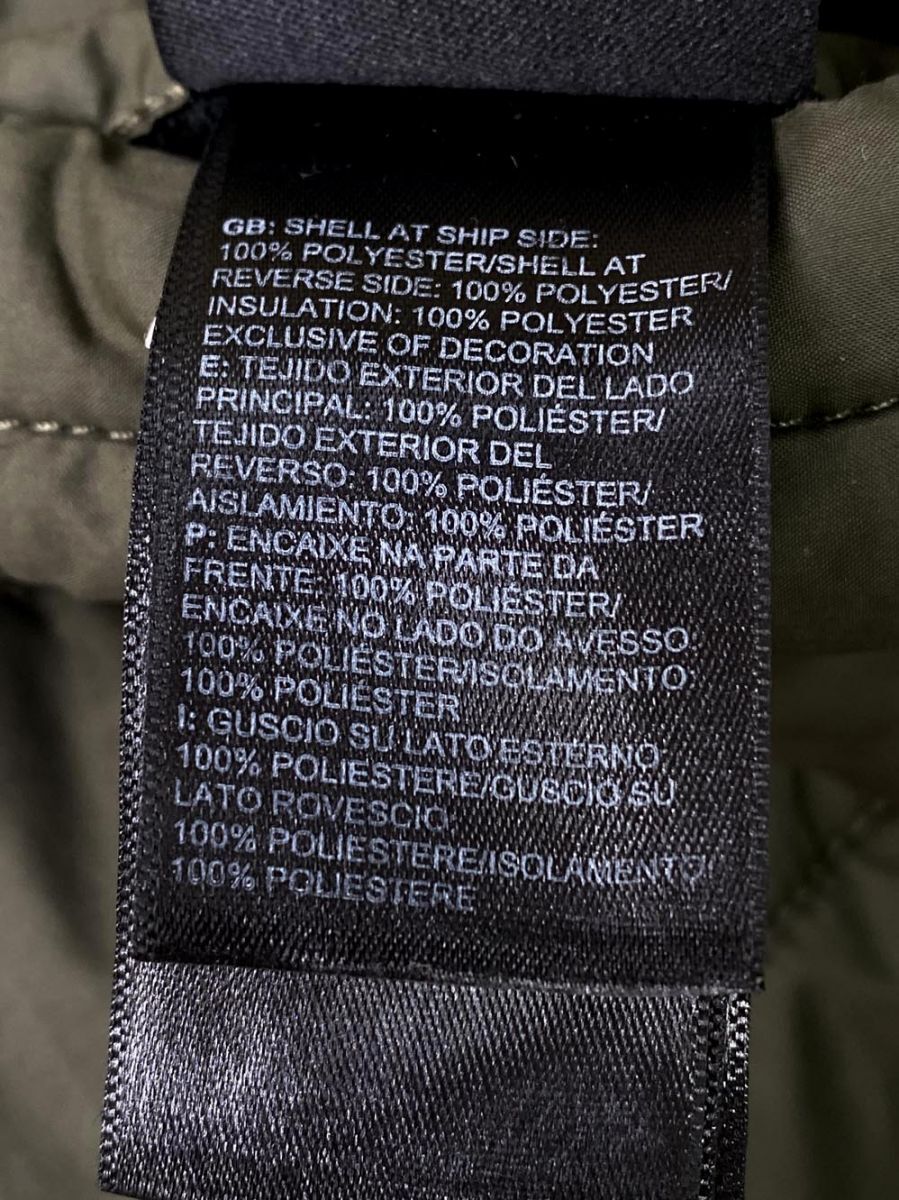 GB: SHELL AT SHIP SIDE:
100% POLYESTER/SHELL AT
REVERSE SIDE: 100% POLYESTER/
INSULATION: 100% POLYESTER
EXCLUSIVE OF DECORATION
E: TEJIDO EXTERIOR DEL LADO
PRINCIPAL: 100% POLIÉSTER/
TEJIDO EXTERIOR DEL
REVERSO: 100% POLIÉSTER/
AISLAMIENTO: 100% POLIÉSTER
P: ENCAIXE NA PARTE DA
FRENTE: 100% POLIÉSTER/
ENCAIXE NO LADO DO AVESSO:
100% POLIÉSTER/ISOLAMENTO:
100% POLIÉSTER
I: GUSCIO SU LATO ESTERNO
100% POLIESTERE/GUSCIO SU
LATO ROVESCIO
100% POLIESTERE/ISOLAMENTO
100% POLIESTERE